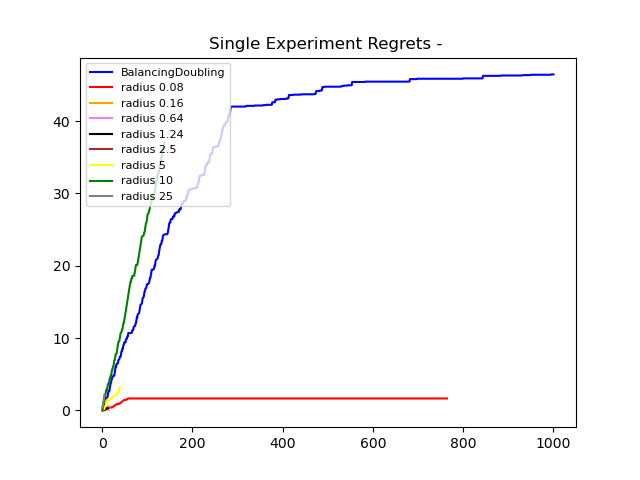 Single Experiment Regrets -
BalancingDoubling
radius 0.08
radius 0.16
radius 0.64
radius 1.24
radius 2.5
radius 5
radius 10
radius 25
40
30
20
10
0
0 200 400 600 800 1000